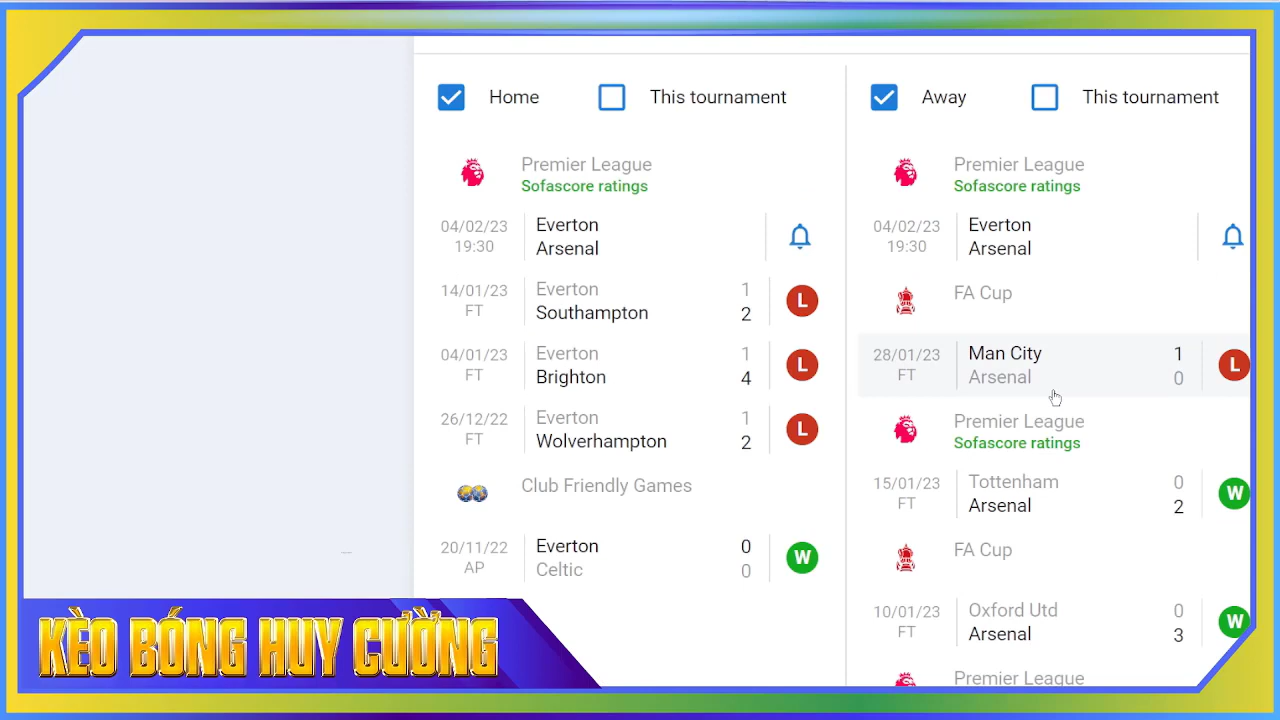 Home This tournament
Premier League
Sofascore ratings
04/02/23 Everton
19:30 Arsenal
14/01/23 Everton 1 L
FT Southampton 2
04/01/23 Everton 1 L
FT Brighton 4
26/12/22 Everton 1 L
FT Wolverhampton 2
Club Friendly Games
20/11/22 Everton 0 W
AP Celtic 0
Away This tournament
Premier League
Sofascore ratings
04/02/23 Everton
19:30 Arsenal
FA Cup
28/01/23 Man City 1 L
FT Arsenal 0
Premier League
Sofascore ratings
15/01/23 Tottenham 0 W
FT Arsenal 2
FA Cup
10/01/23 Oxford Utd 0 W
FT Arsenal 3
Premier League
KÈO BÓNG HUY CƯỜNG